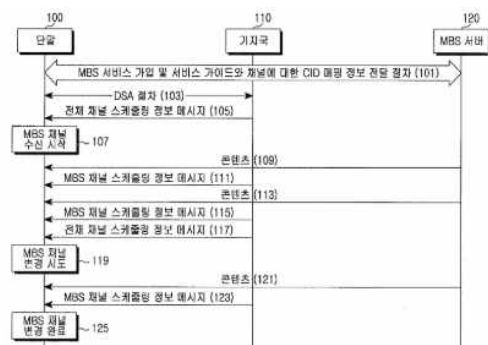 100
110
120
단말
기지국
MBS 서버
MBS 서비스 가입 및 서비스 가이드와 채널에 대한 CID 매핑 정보 전달 절차 (101)
DSA 절차 (103)
전체 채널 스케줄링 정보 메시지 (105)
MBS 채널
수신 시작
107
콘텐츠 (109)
MBS 채널 스케줄링 정보 메시지 (111)
콘텐츠 (113)
MBS 채널 스케줄링 정보 메시지 (115)
전체 채널 스케줄링 정보 메시지 (117)
MBS 채널
변경 시도
119
콘텐츠 (121)
MBS 채널 스케줄링 정보 메시지 (123)
MBS 채널
변경 완료
125